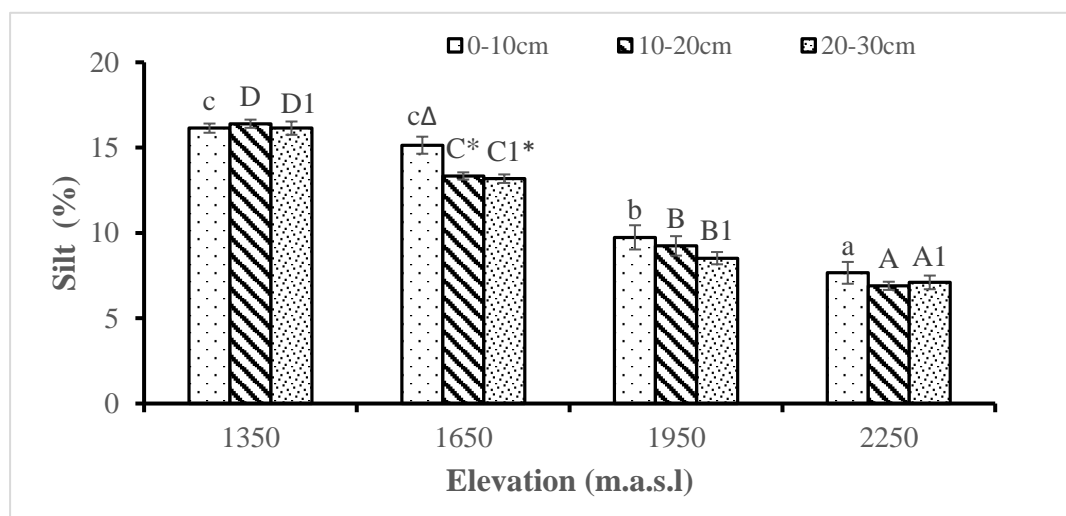 0-10cm 10-20cm 20-30cm
20
15
10
5
0
Silt (%)
c D D1
cΔ C* C1*
b B B1
a A A1
1350 1650 1950 2250
Elevation (m.a.s.l)